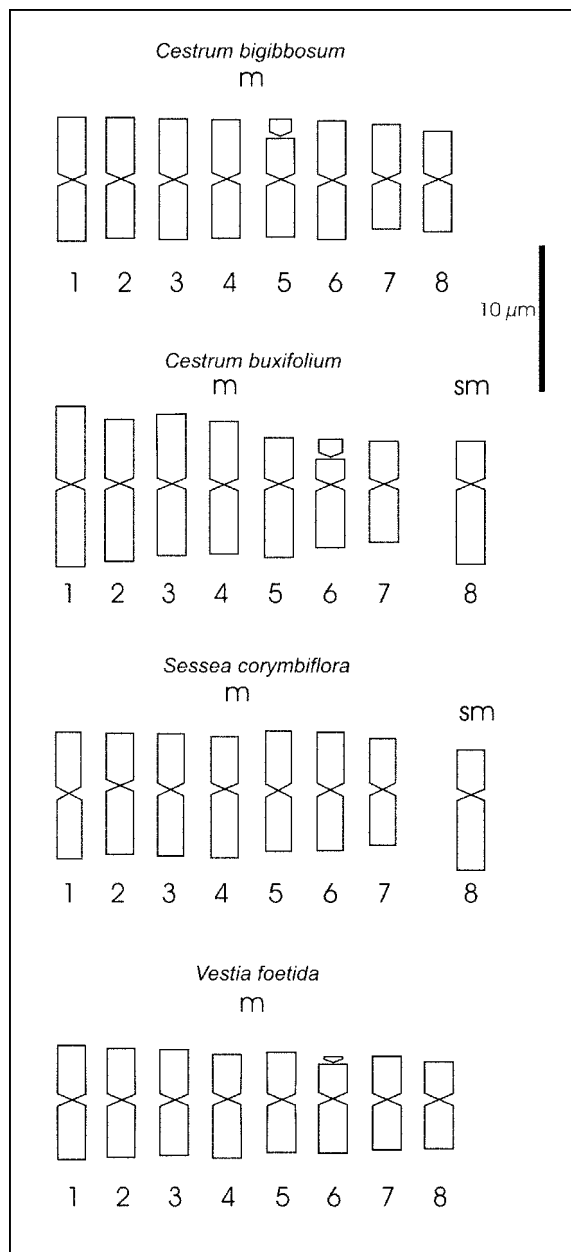 Cestrum bigibbosum
m
1 2 3 4 5 6 7 8
10 µm
Cestrum buxifolium
m sm
1 2 3 4 5 6 7 8
Sessea corymbiflora
m sm
1 2 3 4 5 6 7 8
Vestia foetida
m
1 2 3 4 5 6 7 8